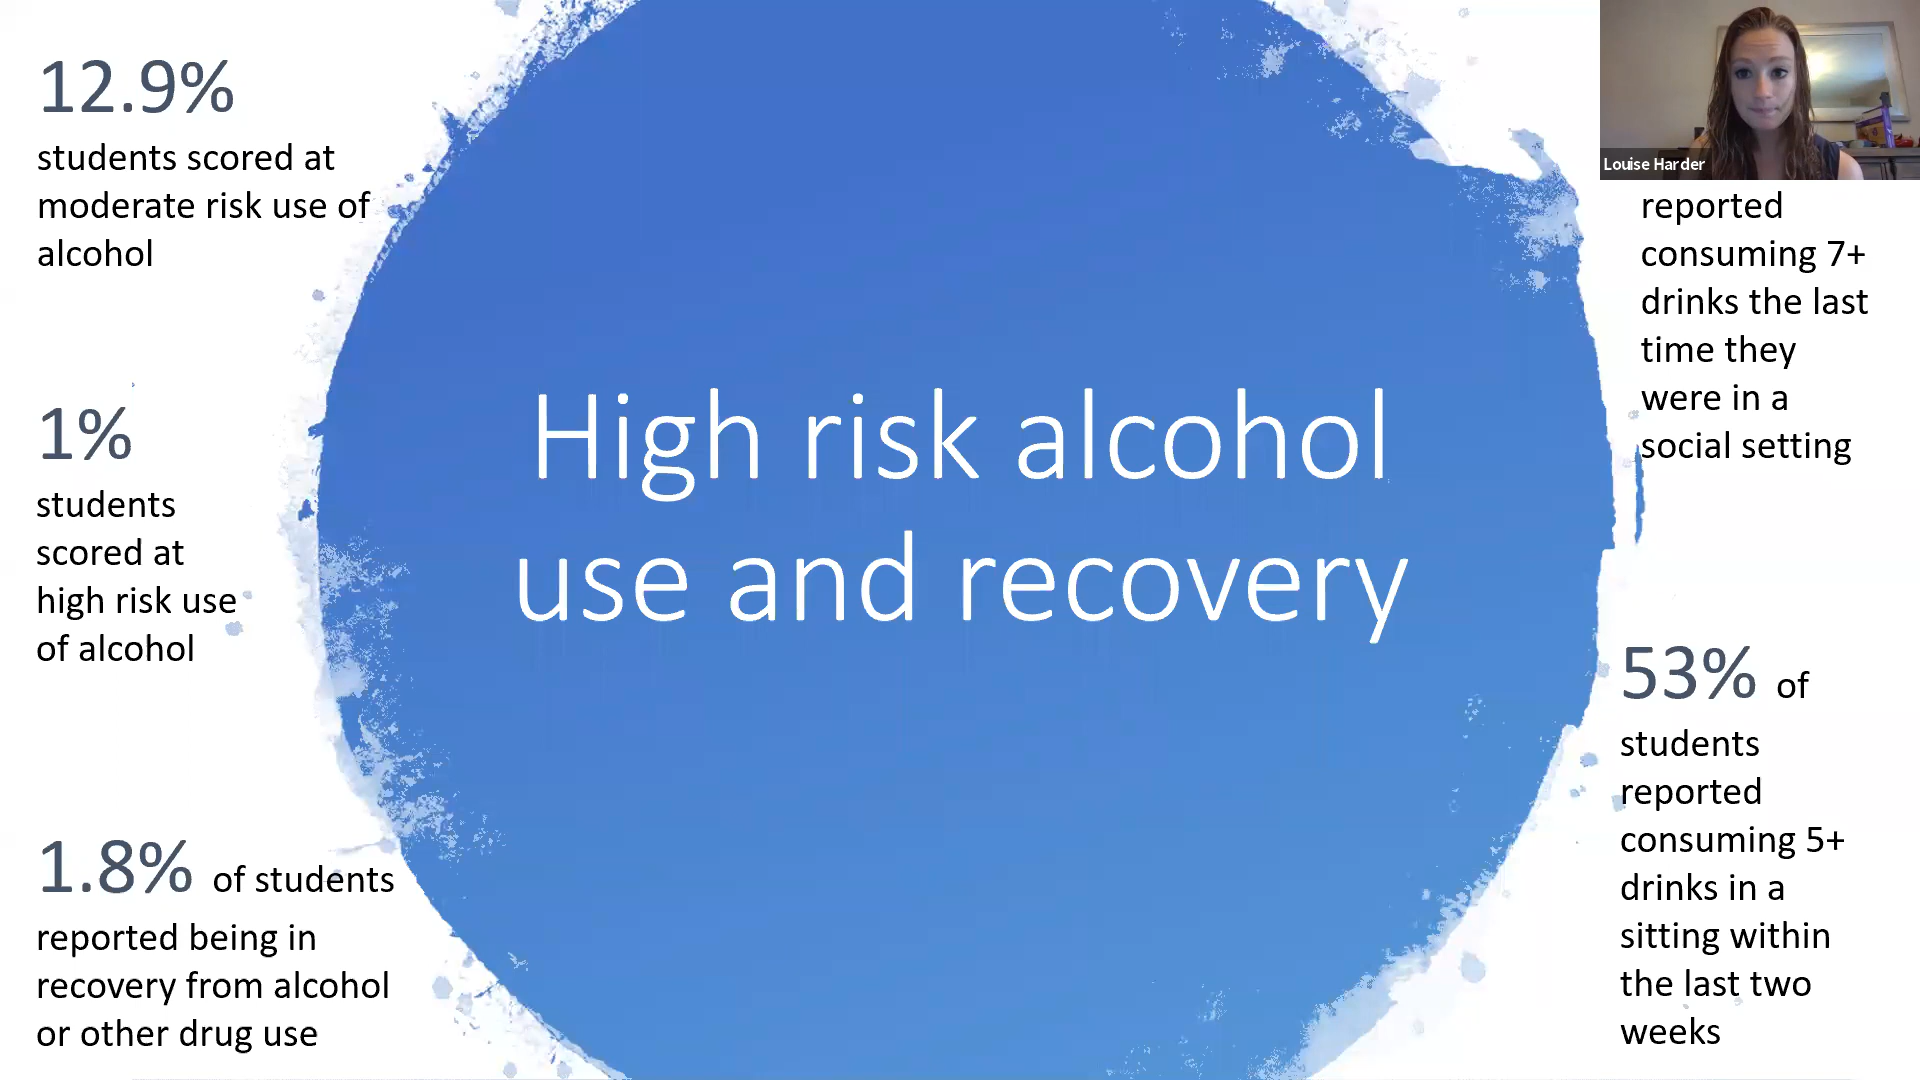 12.9%
students scored at
moderate risk use of
alcohol
1%
students
scored at
high risk use
of alcohol
1.8% of students
reported being in
recovery from alcohol
or other drug use
High risk alcohol
use and recovery
Louise Harder
reported
consuming 7+
drinks the last
time they
were in a
social setting
53% of
students
reported
consuming 5+
drinks in a
sitting within
the last two
weeks